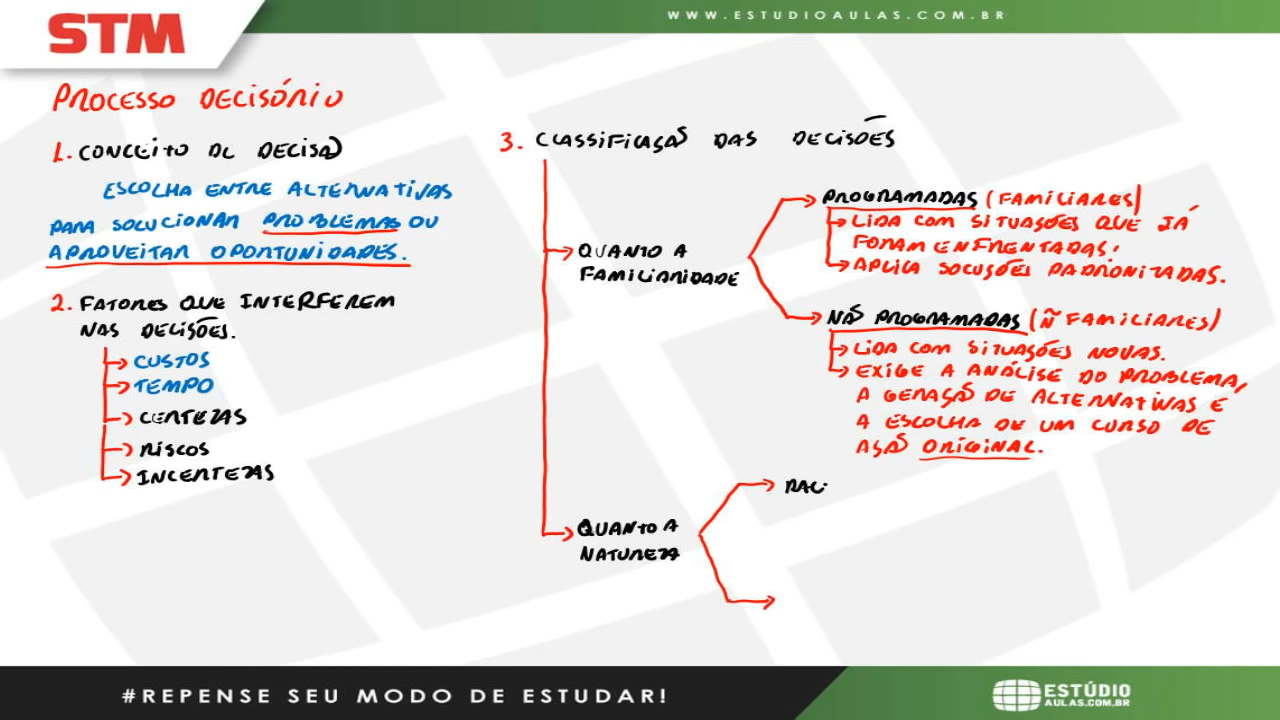 STM
WWW.ESTUDIOAULAS.COM.BR
PROCESSO DECISÓRIO
1. CONCEITO DE DECISÃO
ESCOLHA ENTRE ALTERNATIVAS
PARA SOLUCIONAR PROBLEMAS OU
APROVEITAR OPORTUNIDADES.
2. FATORES QUE INTERFEREM
NAS DECISÕES.
CUSTOS
TEMPO
CERTEZAS
RISCOS
INCERTEZAS
3. CLASSIFICAÇÃO DAS DECISÕES
QUANTO A
FAMILIARIDADE
PROGRAMADAS (FAMILIARES)
LIDA COM SITUAÇÕES QUE JÁ
FORAM ENFRENTADAS.
APLICA SOLUÇÕES PADRONIZADAS.
NÃO PROGRAMADAS (Ñ FAMILIARES)
LIDA COM SITUAÇÕES NOVAS.
EXIGE A ANÁLISE DO PROBLEMA,
A GERAÇÃO DE ALTERNATIVAS E
A ESCOLHA DE UM CURSO DE
AÇÃO ORIGINAL.
QUANTO A
NATUREZA
RAC
#REPENSE SEU MODO DE ESTUDAR!
ESTÚDIO
AULAS.COM.BR